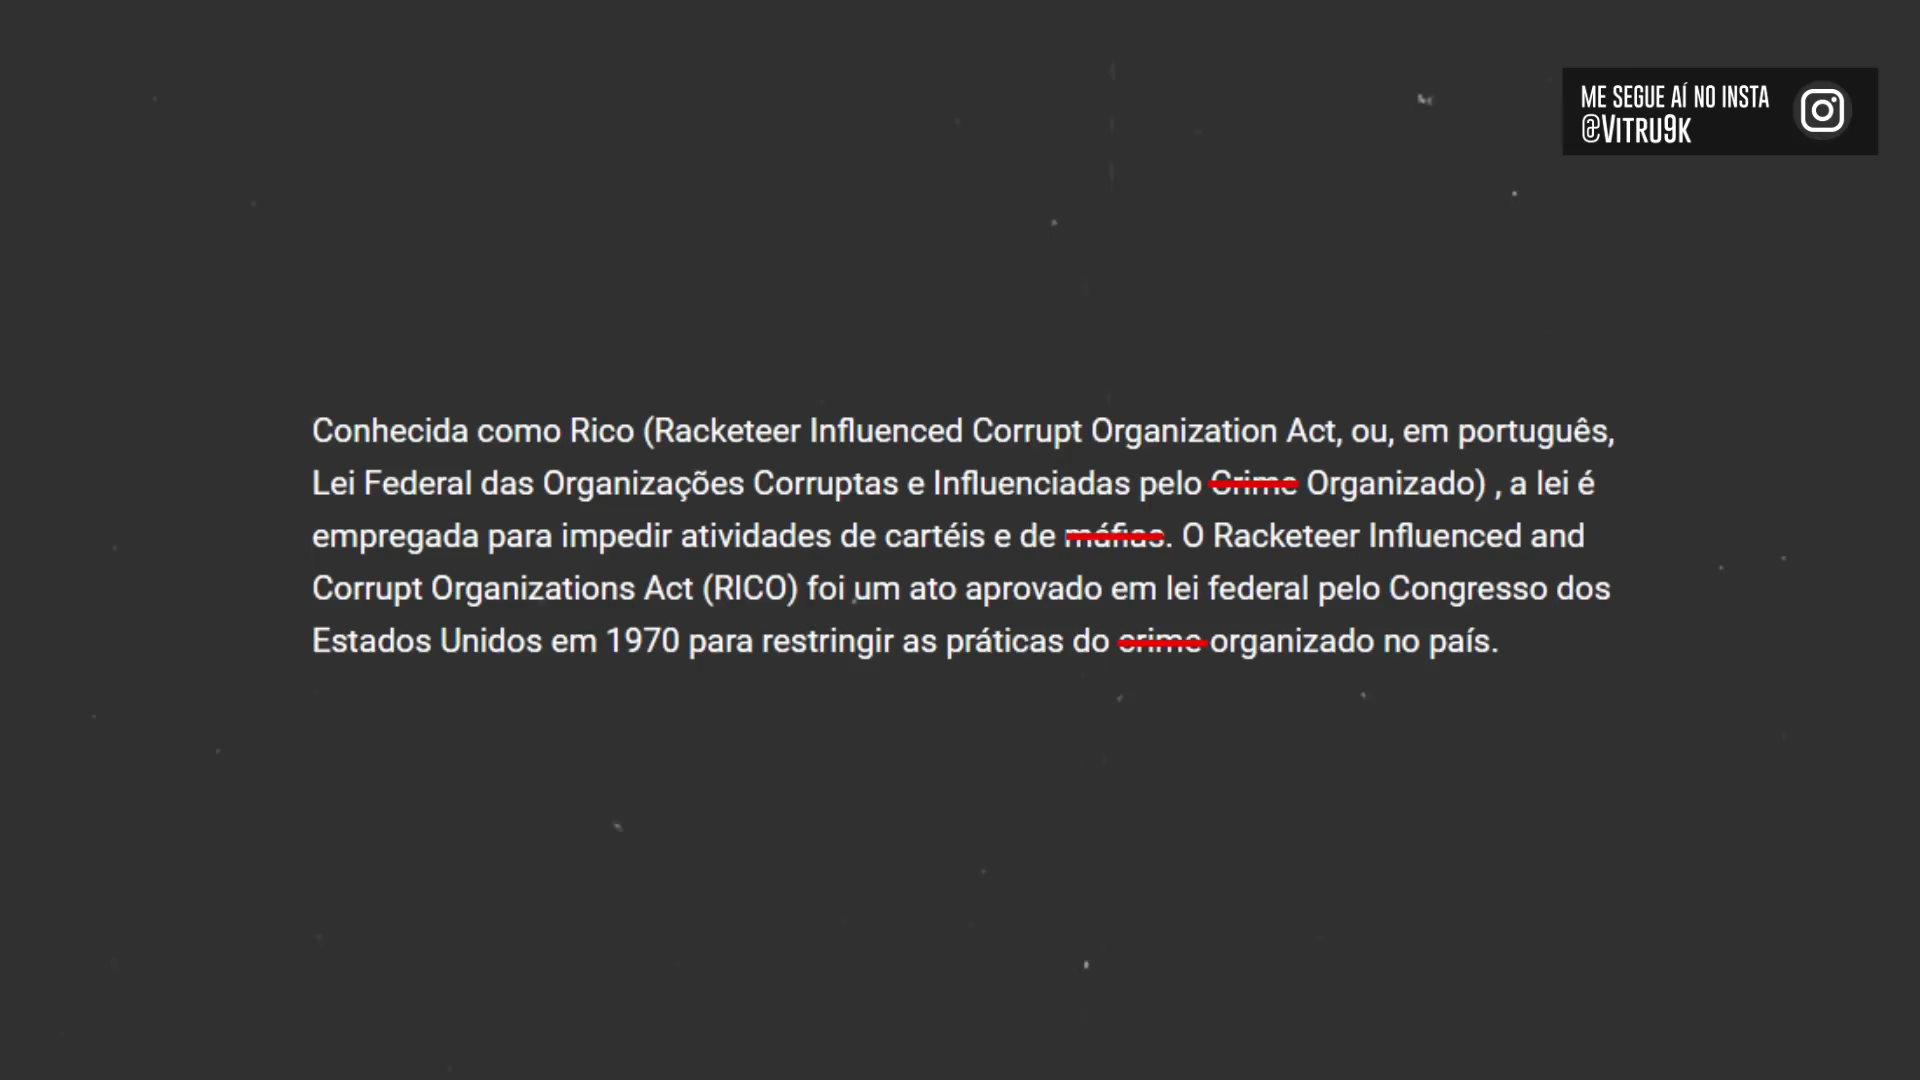 ME SEGUE AÍ NO INSTA
@VITRU9K
Conhecida como Rico (Racketeer Influenced Corrupt Organization Act, ou, em português,
Lei Federal das Organizações Corruptas e Influenciadas pelo Crime Organizado) , a lei é
empregada para impedir atividades de cartéis e de máfias. O Racketeer Influenced and
Corrupt Organizations Act (RICO) foi um ato aprovado em lei federal pelo Congresso dos
Estados Unidos em 1970 para restringir as práticas do crime organizado no país.